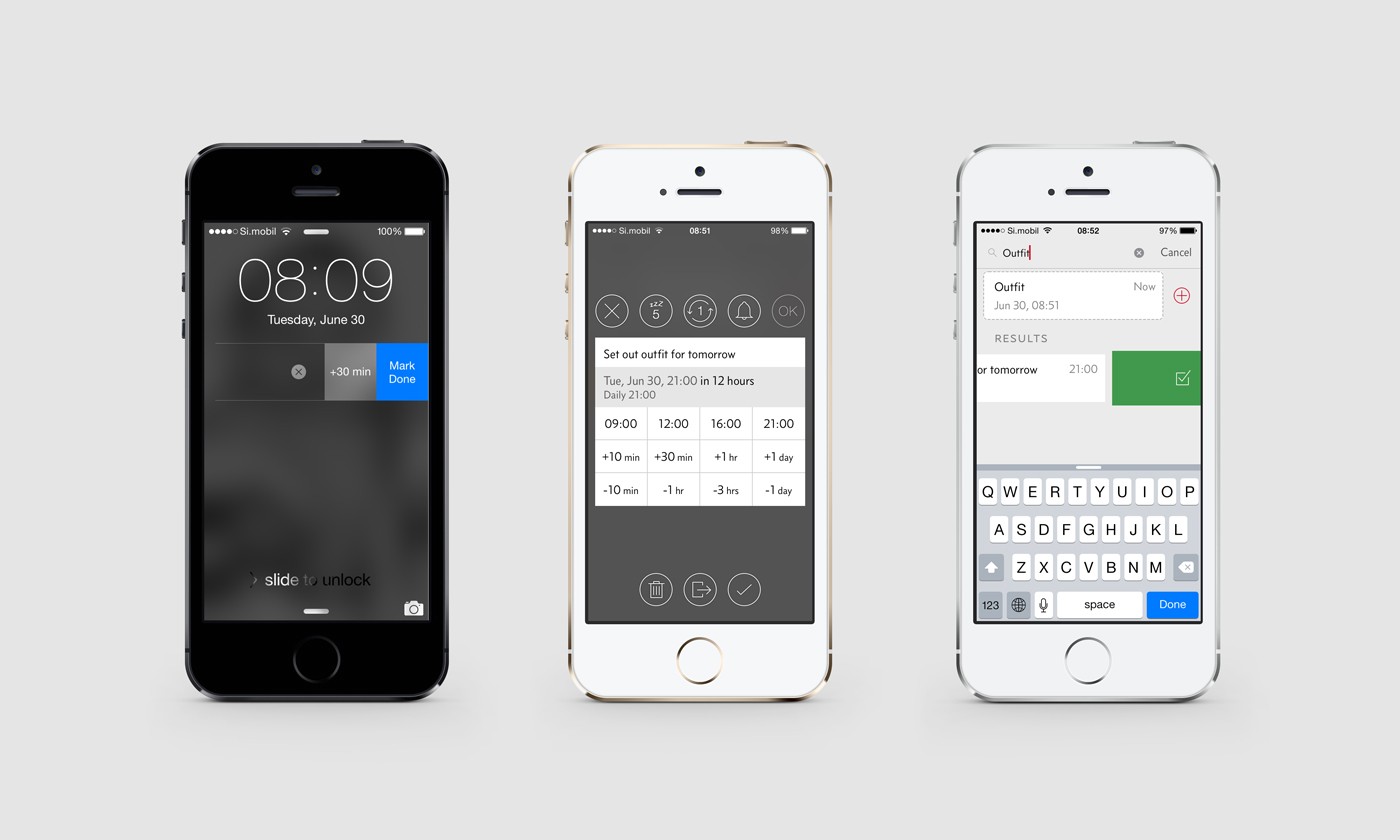 Si.mobil 100%
08:09
Tuesday, June 30
+30 min
Mark
Done
slide to unlock
Si.mobil 08:51 98%
zzz
5
1
OK
Set out outfit for tomorrow
Tue, Jun 30, 21:00 in 12 hours
Daily 21:00
09:00 12:00 16:00 21:00
+10 min +30 min +1 hr +1 day
-10 min -1 hr -3 hrs -1 day
Si.mobil 08:52 97%
Outfit Cancel
Outfit Now
Jun 30, 08:51
RESULTS
or tomorrow 21:00
Q W E R T Y U I O P
A S D F G H J K L
Z X C V B N M
123 space Done